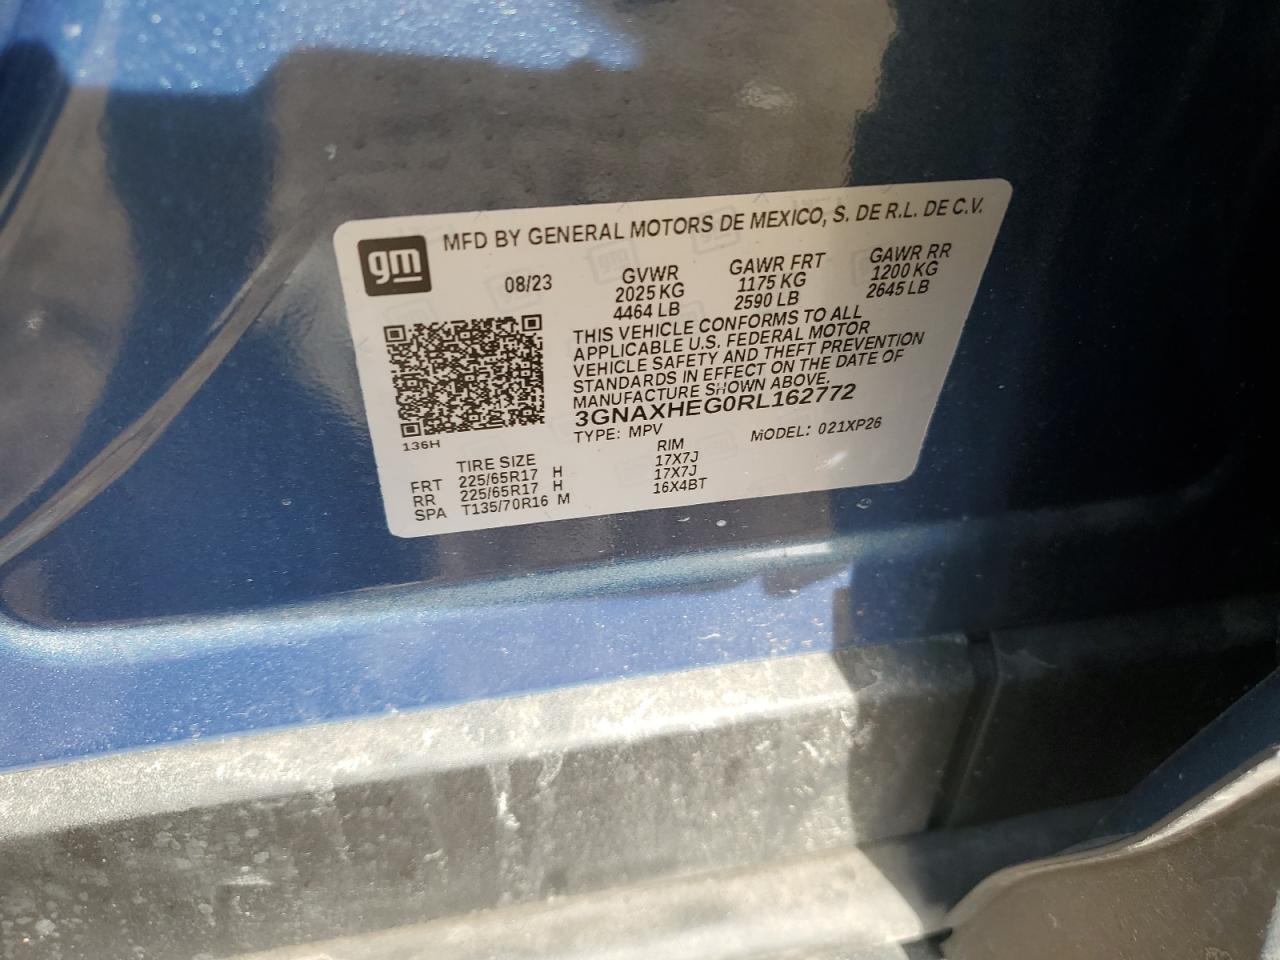 gm MFD BY GENERAL MOTORS DE MEXICO, S. DE R.L. DE C.V.
08/23 GVWR GAWR FRT GAWR RR
2025 KG 1175 KG 1200 KG
4464 LB 2590 LB 2645 LB
THIS VEHICLE CONFORMS TO ALL
APPLICABLE U.S. FEDERAL MOTOR
VEHICLE SAFETY AND THEFT PREVENTION
STANDARDS IN EFFECT ON THE DATE OF
MANUFACTURE SHOWN ABOVE.
3GNAXHEG0RL162772
136H TYPE: MPV MODEL: 021XP26
TIRE SIZE RIM
FRT 225/65R17 H 17X7J
RR 225/65R17 H 17X7J
SPA T135/70R16 M 16X4BT